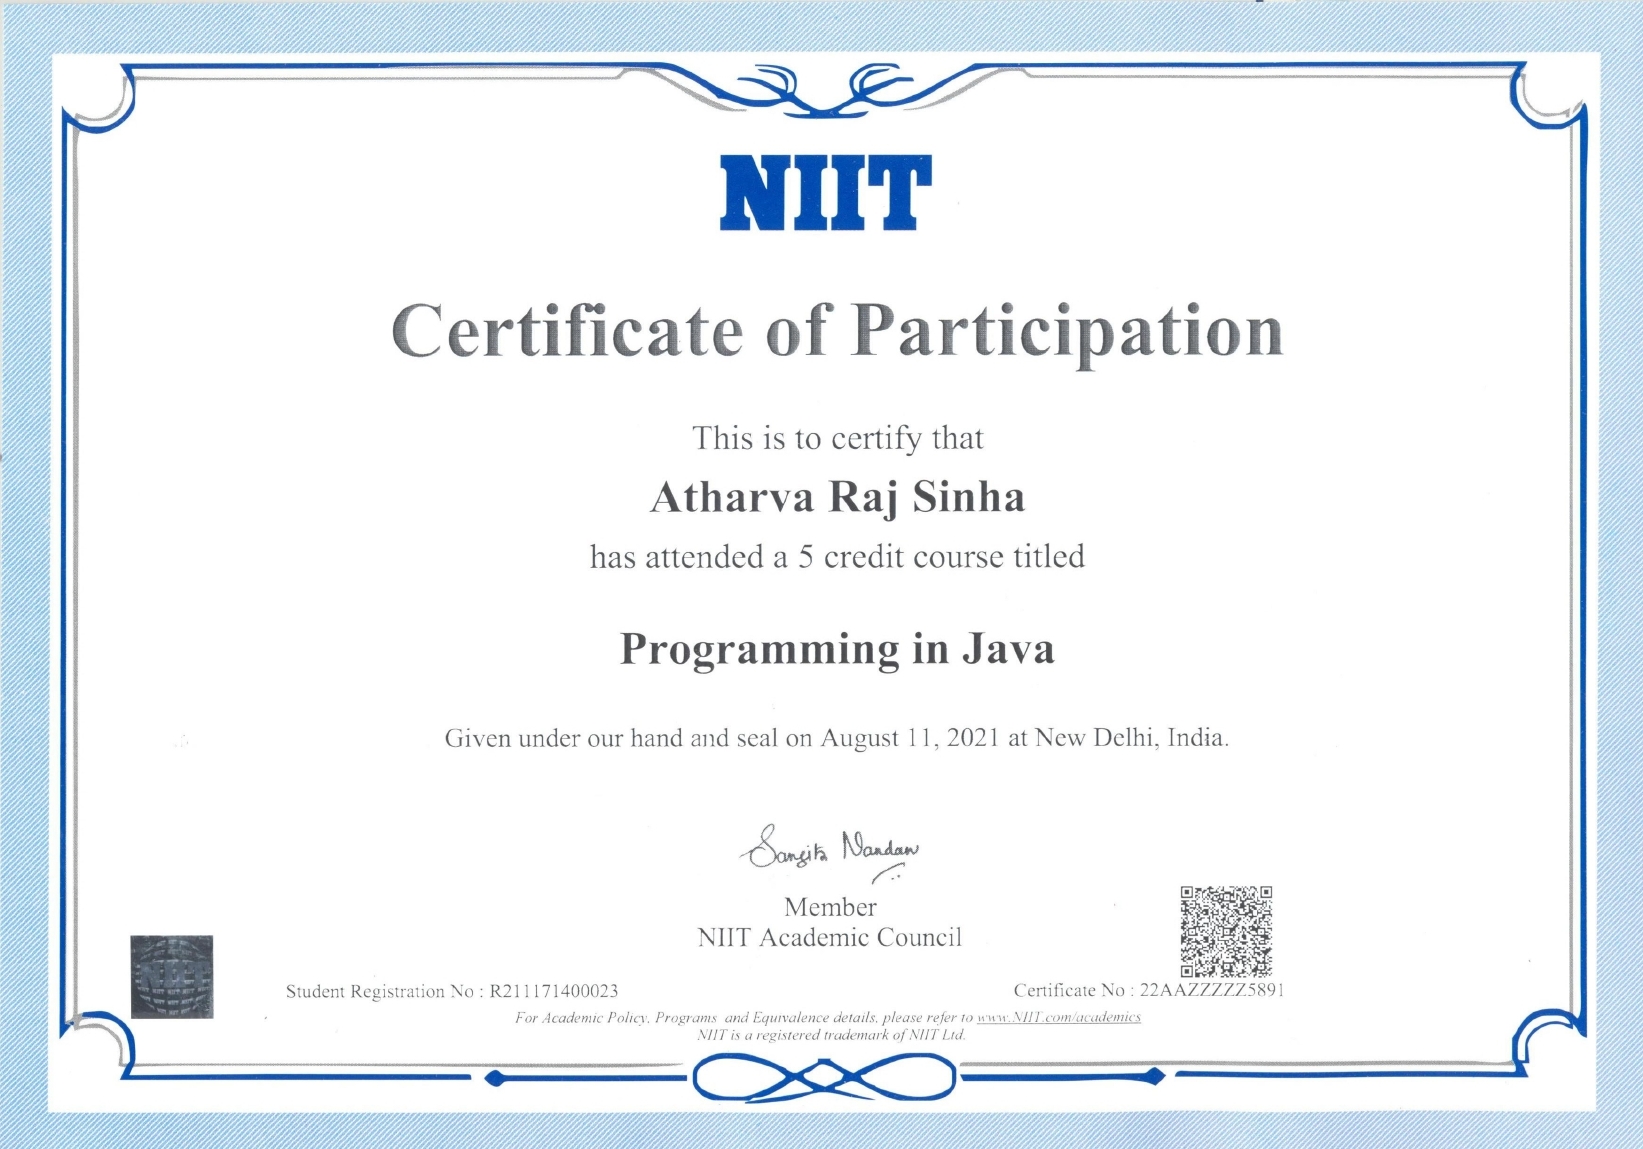 NIIT
Certificate of Participation
This is to certify that
Atharva Raj Sinha
has attended a 5 credit course titled
Programming in Java
Given under our hand and seal on August 11, 2021 at New Delhi, India.
Sangita Nandan
Member
NIIT Academic Council
Student Registration No : R211171400023
Certificate No : 22AAZZZZZ5891
For Academic Policy, Programs and Equivalence details, please refer to www.NIIT.com/academics
NIIT is a registered trademark of NIIT Ltd.